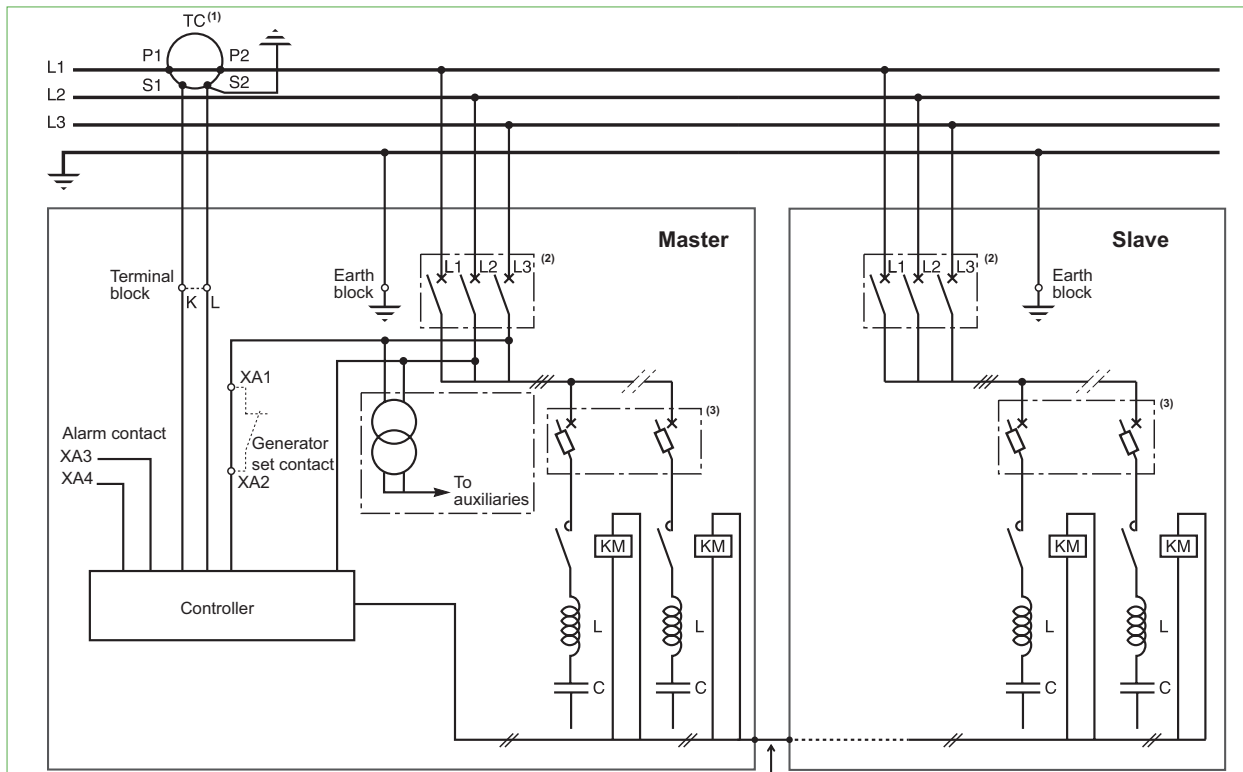 TC(1)
P1 P2
L1
S1 S2
L2
L3
Master
Slave
L1 L2 L3 (2)
L1 L2 L3 (2)
Terminal
block
K L
Earth
block
Earth
block
XA1
(3)
(3)
Alarm contact
XA3
XA4
Generator
set contact
XA2
To
auxiliaries
KM KM
KM KM
Controller
L L
L L
C C
C C